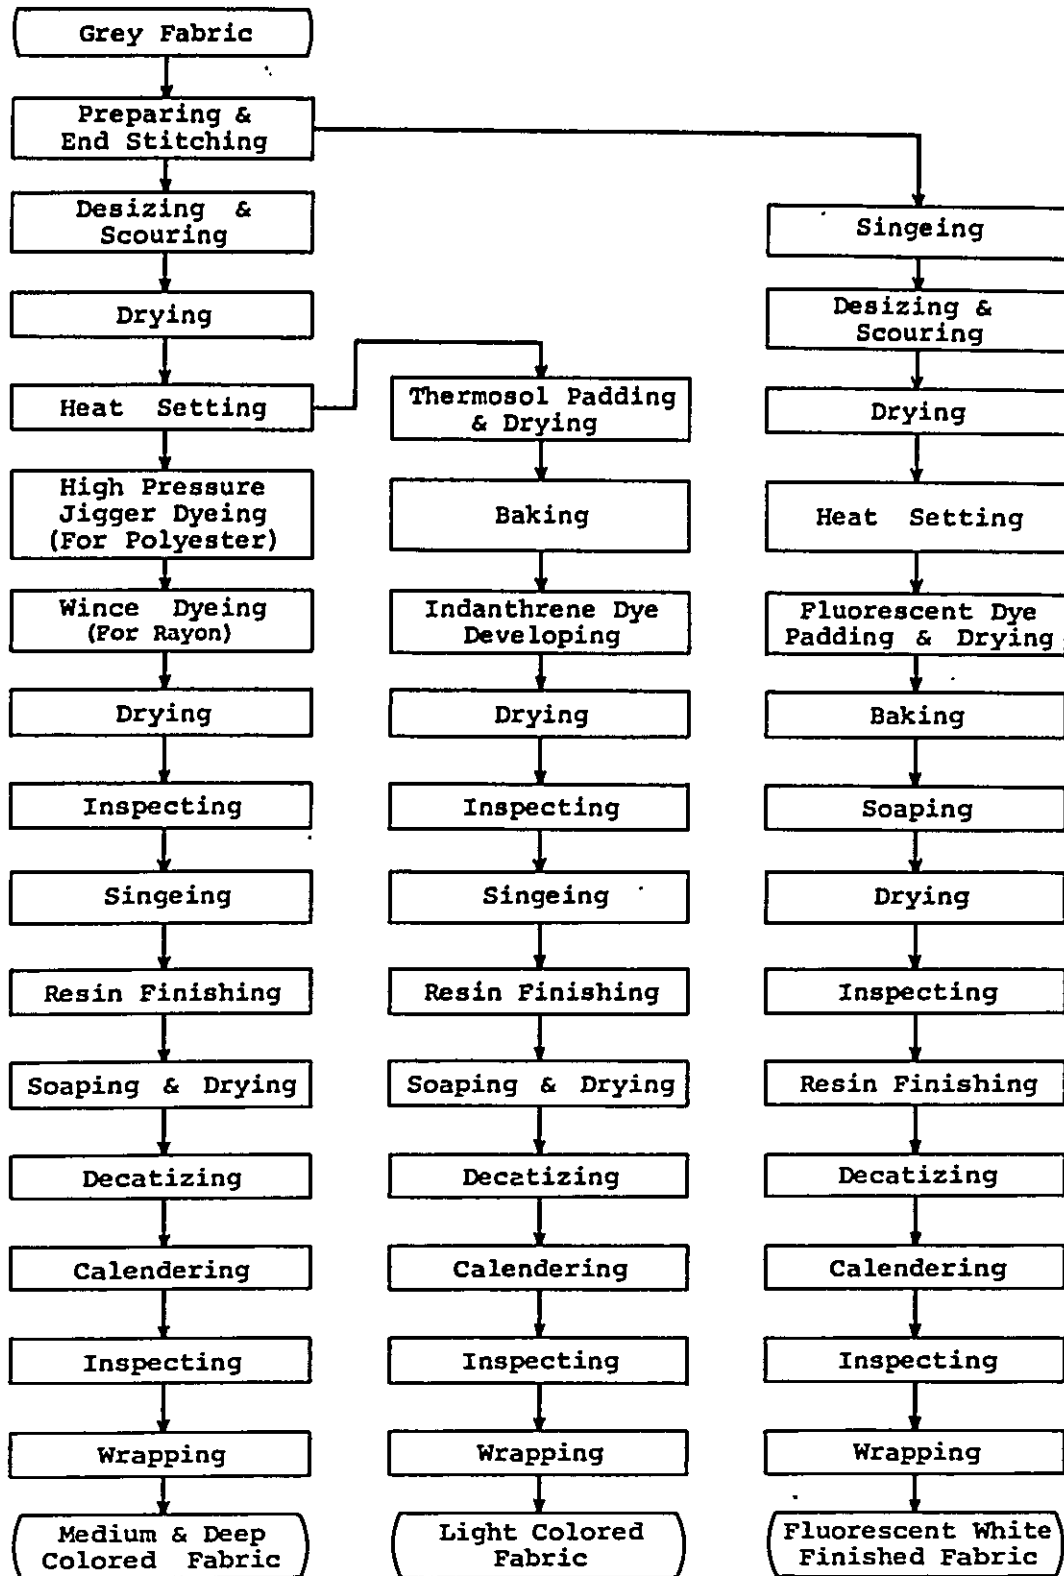 Grey Fabric
Preparing &
End Stitching
Desizing &
Scouring
Drying
Heat Setting
High Pressure
Jigger Dyeing
(For Polyester)
Wince Dyeing
(For Rayon)
Drying
Inspecting
Singeing
Resin Finishing
Soaping & Drying
Decatizing
Calendering
Inspecting
Wrapping
Medium & Deep
Colored Fabric
Thermosol Padding
& Drying
Baking
Indanthrene Dye
Developing
Drying
Inspecting
Singeing
Resin Finishing
Soaping & Drying
Decatizing
Calendering
Inspecting
Wrapping
Light Colored
Fabric
Singeing
Desizing &
Scouring
Drying
Heat Setting
Fluorescent Dye
Padding & Drying
Baking
Soaping
Drying
Inspecting
Resin Finishing
Decatizing
Calendering
Inspecting
Wrapping
Fluorescent White
Finished Fabric